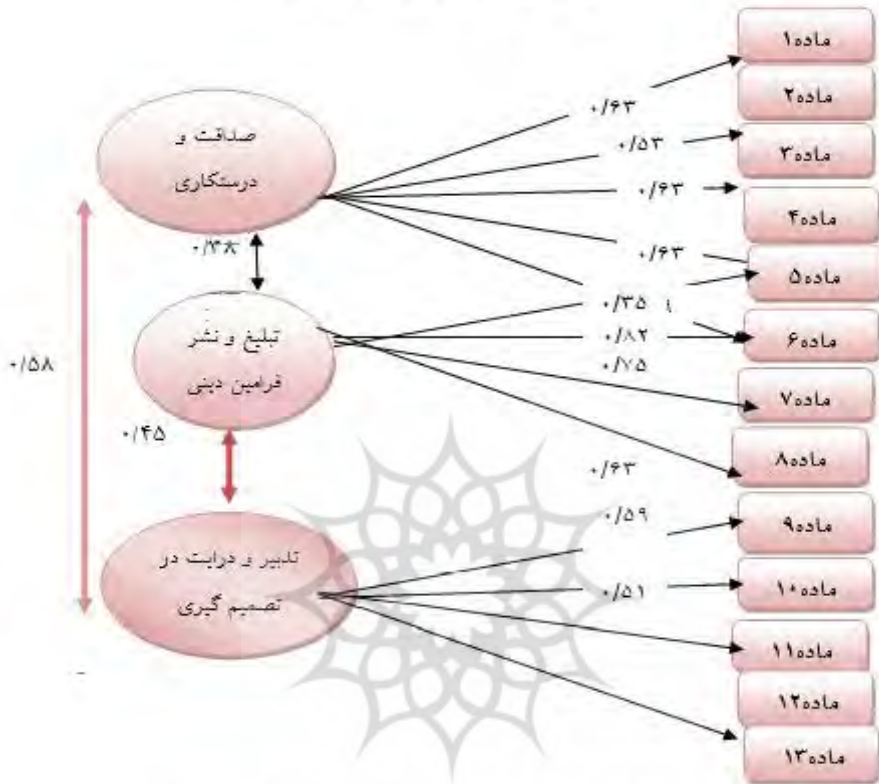 ماده۱
ماده۲
ماده۳
ماده۴
ماده۵
ماده۶
ماده۷
ماده۸
ماده۹
ماده۱۰
ماده۱۱
ماده۱۲
ماده۱۳
صداقت و
درستکاری
تبلیغ و نشر
فرامین دینی
تدبیر و درایت در
تصمیم گیری
۰/۶۳
۰/۵۳
۰/۶۳
۰/۶۳
۰/۳۵
۰/۸۲
۰/۷۵
۰/۶۳
۰/۵۹
۰/۵۱
۰/۴۸
۰/۵۸
۰/۴۵